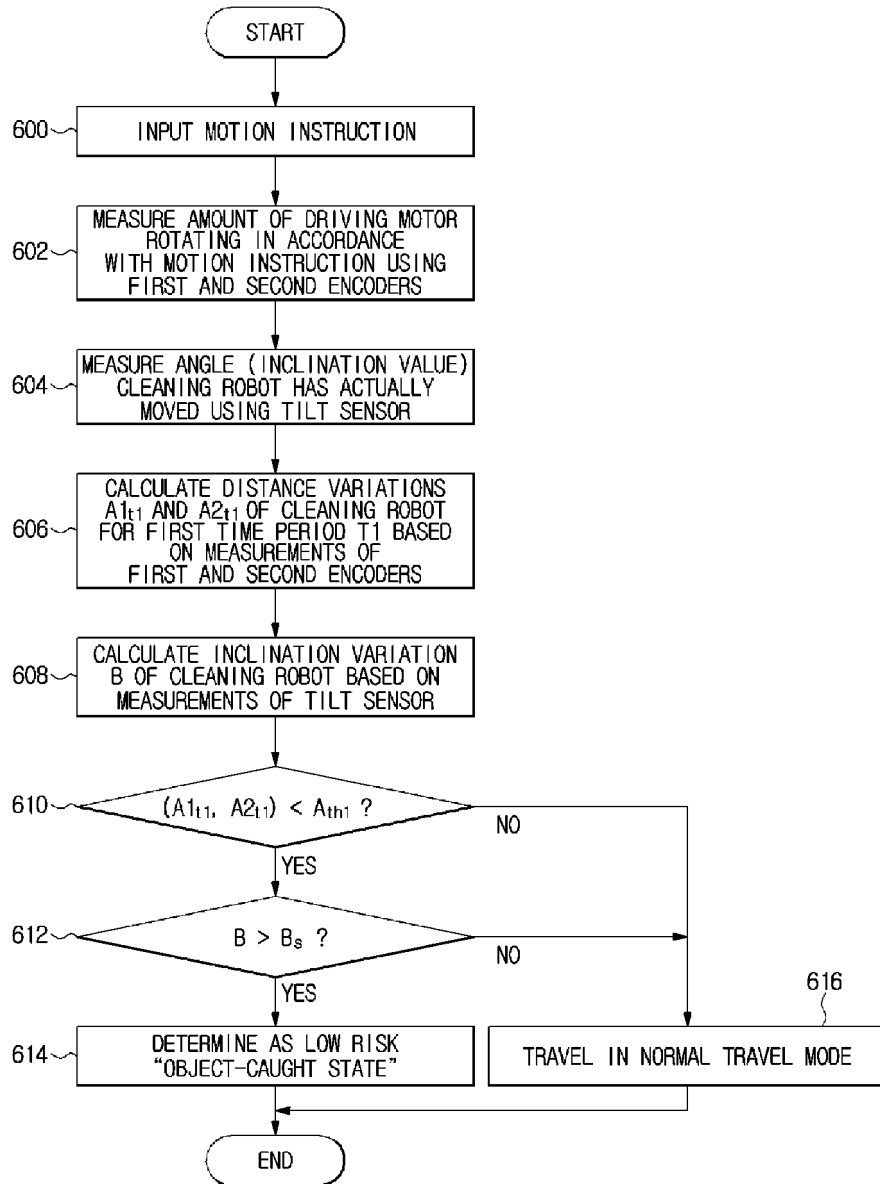 START
600
INPUT MOTION INSTRUCTION
602
MEASURE AMOUNT OF DRIVING MOTOR
ROTATING IN ACCORDANCE
WITH MOTION INSTRUCTION USING
FIRST AND SECOND ENCODERS
604
MEASURE ANGLE (INCLINATION VALUE)
CLEANING ROBOT HAS ACTUALLY
MOVED USING TILT SENSOR
606
CALCULATE DISTANCE VARIATIONS
A1t1 AND A2t1 OF CLEANING ROBOT
FOR FIRST TIME PERIOD T1 BASED
ON MEASUREMENTS OF
FIRST AND SECOND ENCODERS
608
CALCULATE INCLINATION VARIATION
B OF CLEANING ROBOT BASED ON
MEASUREMENTS OF TILT SENSOR
610
(A1t1, A2t1) < Ath1 ?
NO
YES
612
B > Bs ?
NO
YES
616
614
DETERMINE AS LOW RISK
"OBJECT-CAUGHT STATE"
TRAVEL IN NORMAL TRAVEL MODE
END